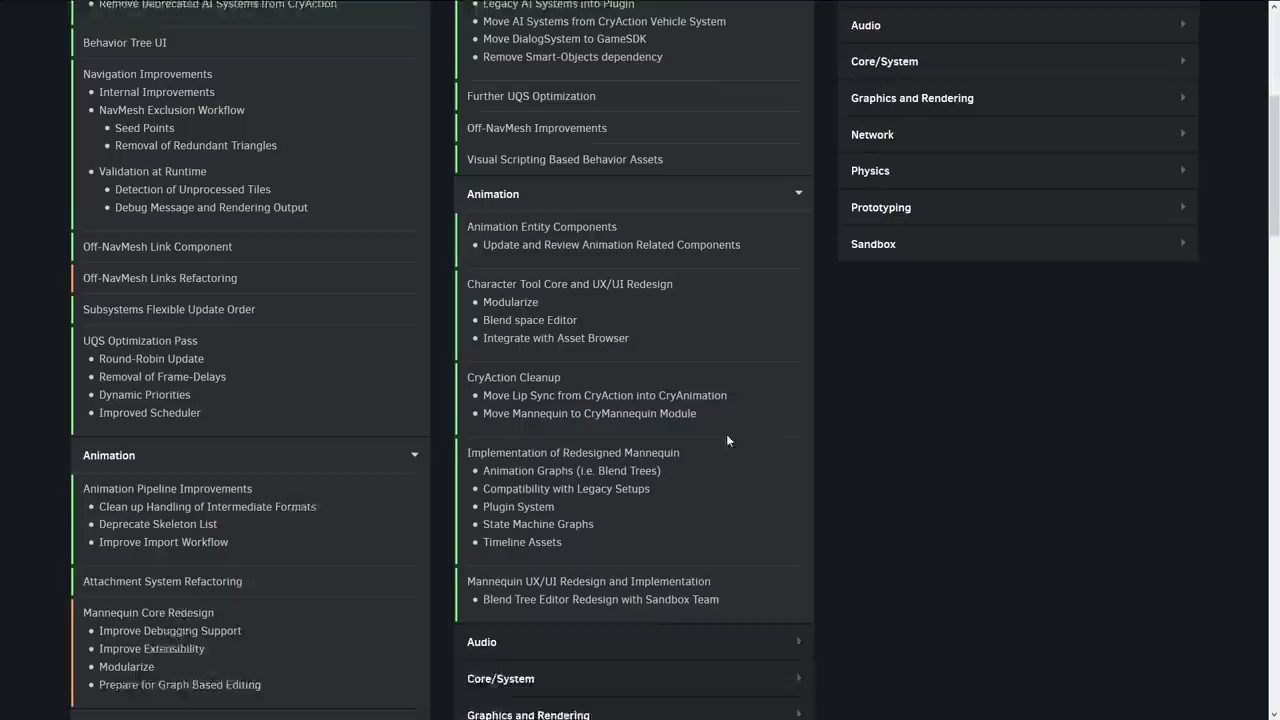 Remove Deprecated AI Systems from CryAction
Behavior Tree UI
Navigation Improvements
Internal Improvements
NavMesh Exclusion Workflow
Seed Points
Removal of Redundant Triangles
Validation at Runtime
Detection of Unprocessed Tiles
Debug Message and Rendering Output
Off-NavMesh Link Component
Off-NavMesh Links Refactoring
Subsystems Flexible Update Order
UQS Optimization Pass
Round-Robin Update
Removal of Frame-Delays
Dynamic Priorities
Improved Scheduler
Animation
Animation Pipeline Improvements
Clean up Handling of Intermediate Formats
Deprecate Skeleton List
Improve Import Workflow
Attachment System Refactoring
Mannequin Core Redesign
Improve Debugging Support
Improve Extensibility
Modularize
Prepare for Graph Based Editing
Legacy AI Systems into Plugin
Move AI Systems from CryAction Vehicle System
Move DialogSystem to GameSDK
Remove Smart-Objects dependency
Further UQS Optimization
Off-NavMesh Improvements
Visual Scripting Based Behavior Assets
Animation
Animation Entity Components
Update and Review Animation Related Components
Character Tool Core and UX/UI Redesign
Modularize
Blend space Editor
Integrate with Asset Browser
CryAction Cleanup
Move Lip Sync from CryAction into CryAnimation
Move Mannequin to CryMannequin Module
Implementation of Redesigned Mannequin
Animation Graphs (i.e. Blend Trees)
Compatibility with Legacy Setups
Plugin System
State Machine Graphs
Timeline Assets
Mannequin UX/UI Redesign and Implementation
Blend Tree Editor Redesign with Sandbox Team
Audio
Core/System
Graphics and Rendering
Audio
Core/System
Graphics and Rendering
Network
Physics
Prototyping
Sandbox